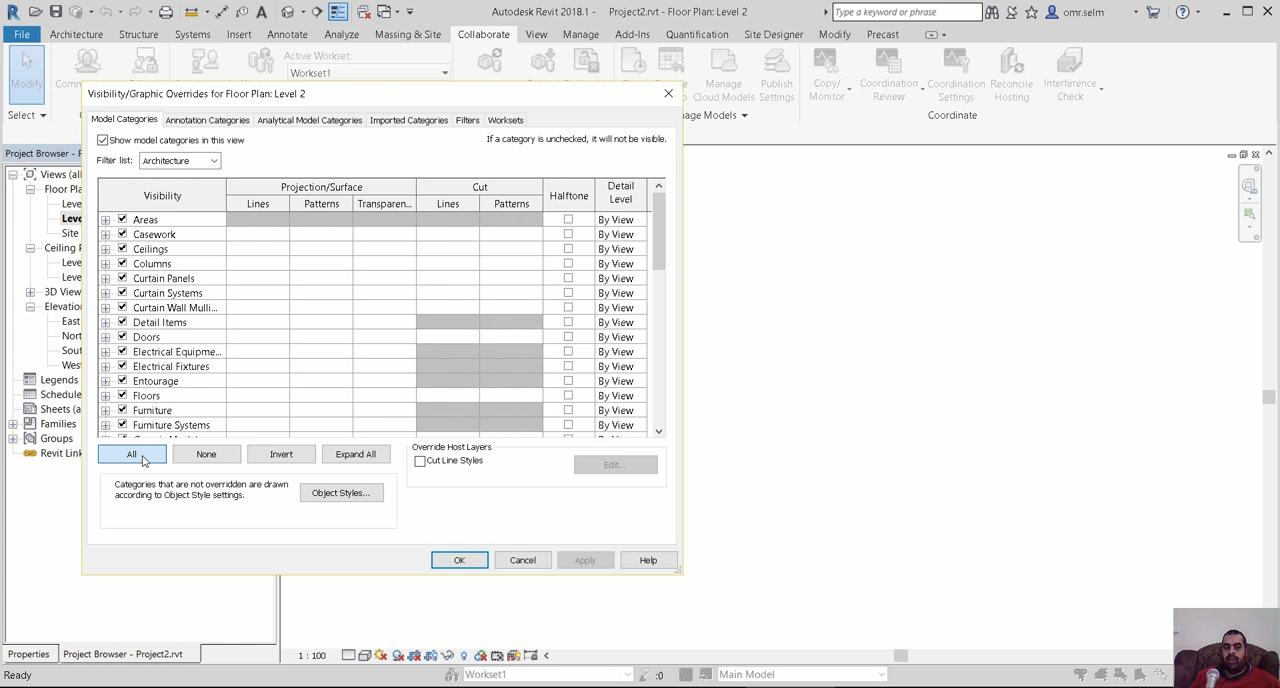 Autodesk Revit 2018.1 - Project2.rvt - Floor Plan: Level 2
Type a keyword or phrase
omr.selm
File Architecture Structure Systems Insert Annotate Analyze Massing & Site Collaborate View Manage Add-Ins Quantification Site Designer Modify Precast
Active Workset:
Workset1
Modify
Manage Cloud Models
Publish Settings
Copy/ Monitor
Coordination Review
Coordination Settings
Reconcile Hosting
Interference Check
Select
Coordinate
Visibility/Graphic Overrides for Floor Plan: Level 2
Model Categories Annotation Categories Analytical Model Categories Imported Categories Filters Worksets
Show model categories in this view
If a category is unchecked, it will not be visible.
Filter list: Architecture
Visibility Projection/Surface Cut Halftone Detail Level
Lines Patterns Transparen... Lines Patterns
Areas By View
Casework By View
Ceilings By View
Columns By View
Curtain Panels By View
Curtain Systems By View
Curtain Wall Mulli... By View
Detail Items By View
Doors By View
Electrical Equipme... By View
Electrical Fixtures By View
Entourage By View
Floors By View
Furniture By View
Furniture Systems By View
All None Invert Expand All
Override Host Layers
Cut Line Styles
Edit...
Categories that are not overridden are drawn
according to Object Style settings.
Object Styles...
OK Cancel Apply Help
Project Browser - P
Views (all
Floor Pla
Leve
Leve
Site
Ceiling P
Leve
Leve
3D View
Elevation
East
Nort
Sout
Wes
Legends
Schedule
Sheets (a
Families
Groups
Revit Link
Properties Project Browser - Project2.rvt
1 : 100
Ready
Workset1
:0
Main Model